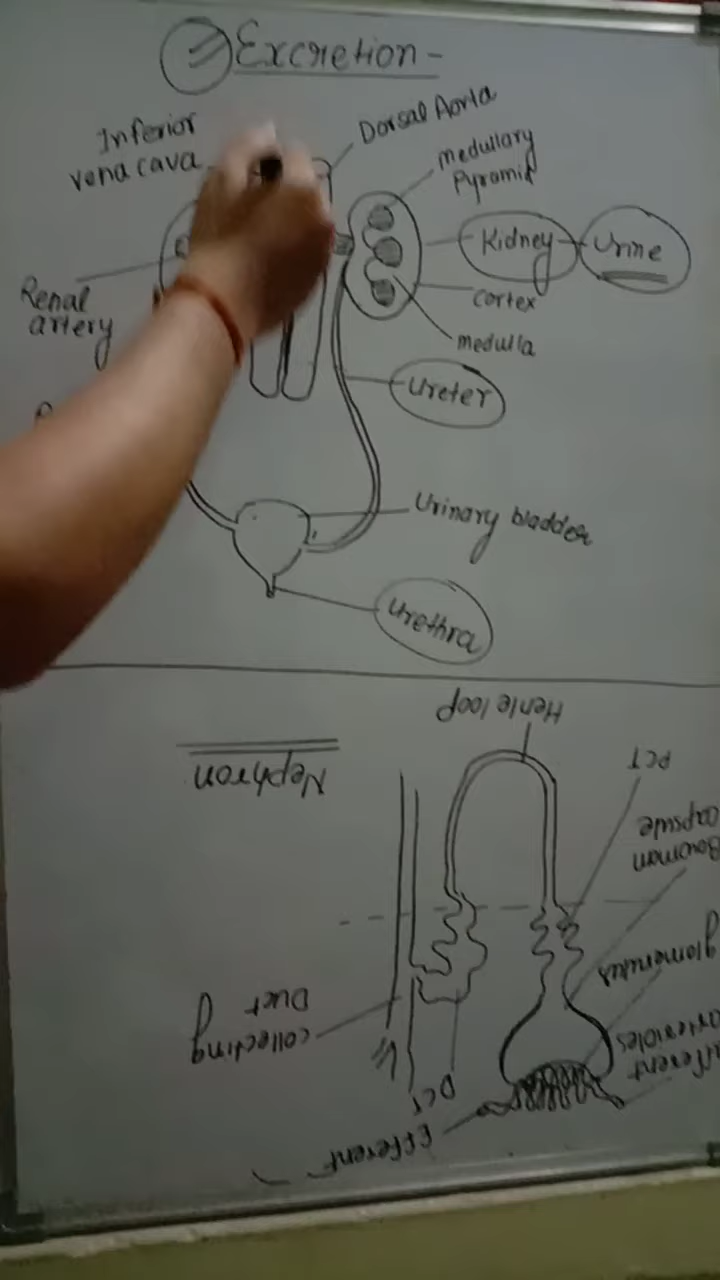 Excretion -
Inferior
vena cava
Dorsal Aorta
medullary
Pyramid
Kidney
Urine
Renal
artery
cortex
medulla
Ureter
Urinary bladder
Urethra
Henle loop
Nephron
PCT
Bowman
capsule
glomerulus
Collecting
Duct
DCT
Efferent
arterioles